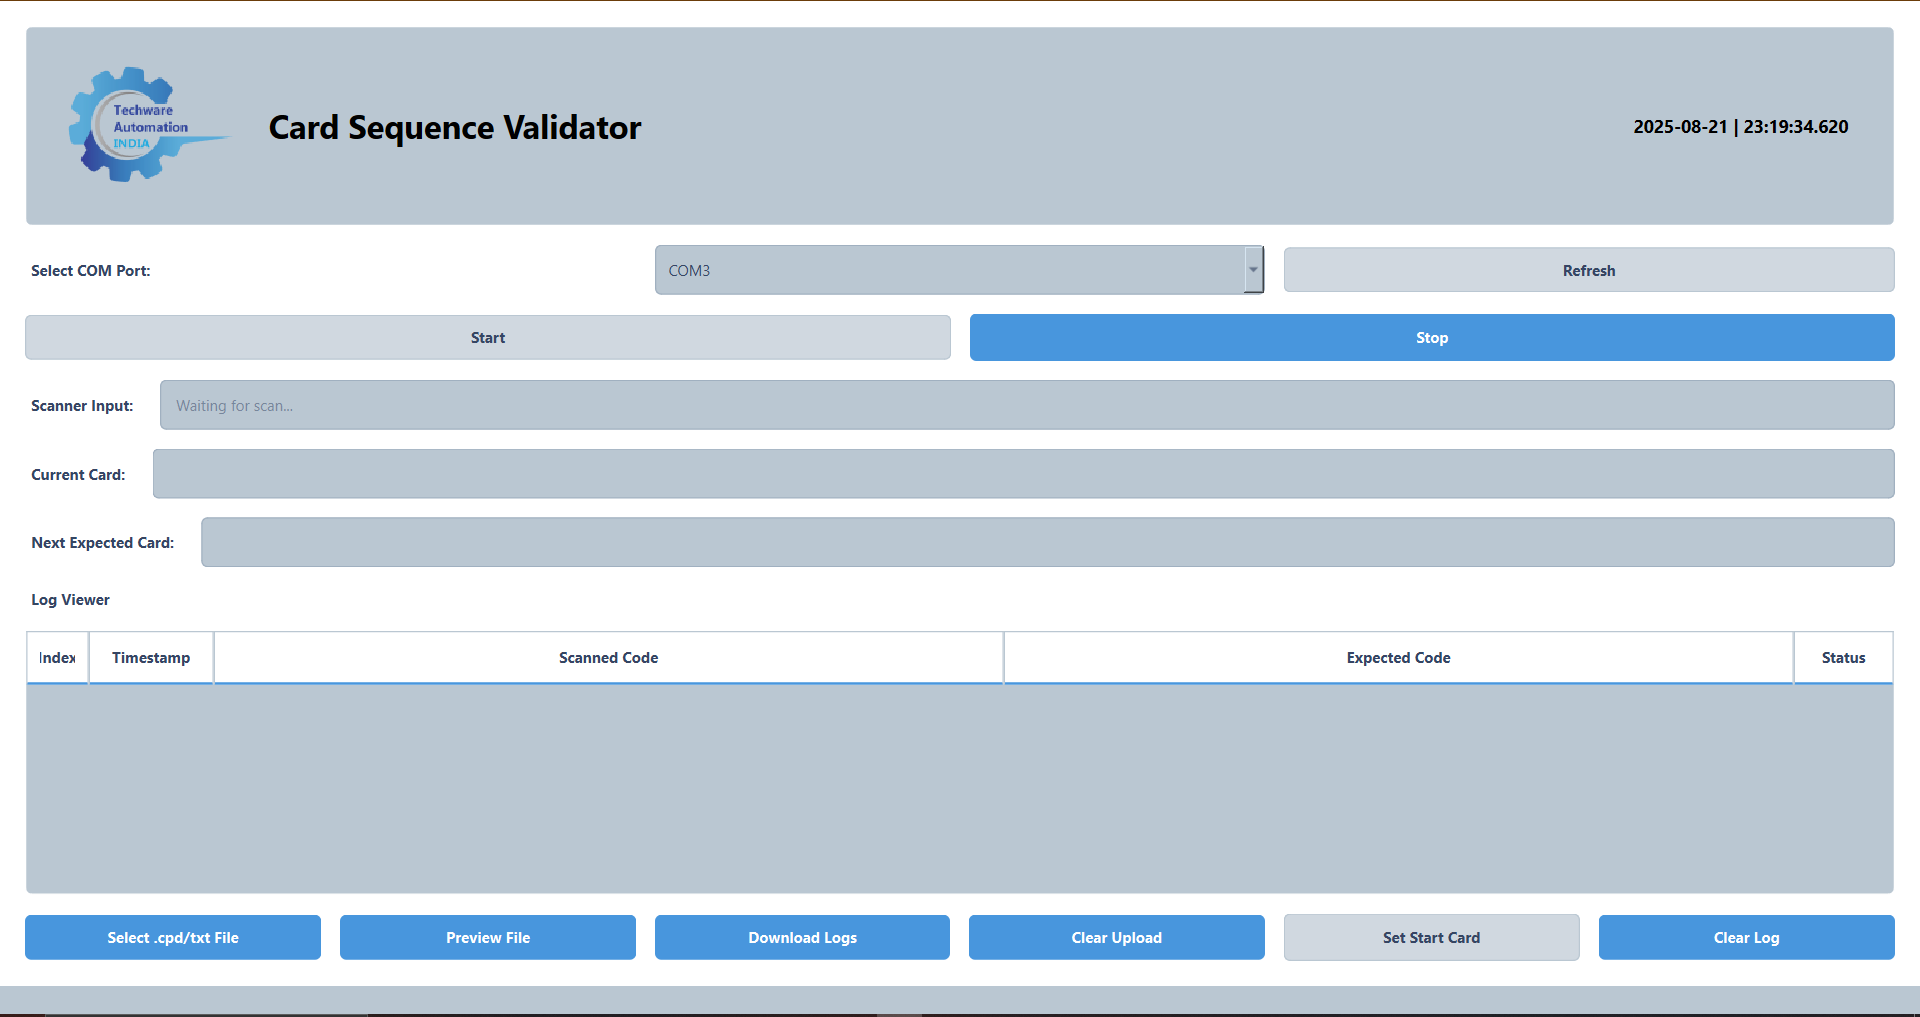 Techware
Automation
INDIA
Card Sequence Validator
2025-08-21 | 23:19:34.620
Select COM Port:
COM3
Refresh
Start
Stop
Scanner Input:
Waiting for scan...
Current Card:
Next Expected Card:
Log Viewer
Index
Timestamp
Scanned Code
Expected Code
Status
Select .cpd/txt File
Preview File
Download Logs
Clear Upload
Set Start Card
Clear Log